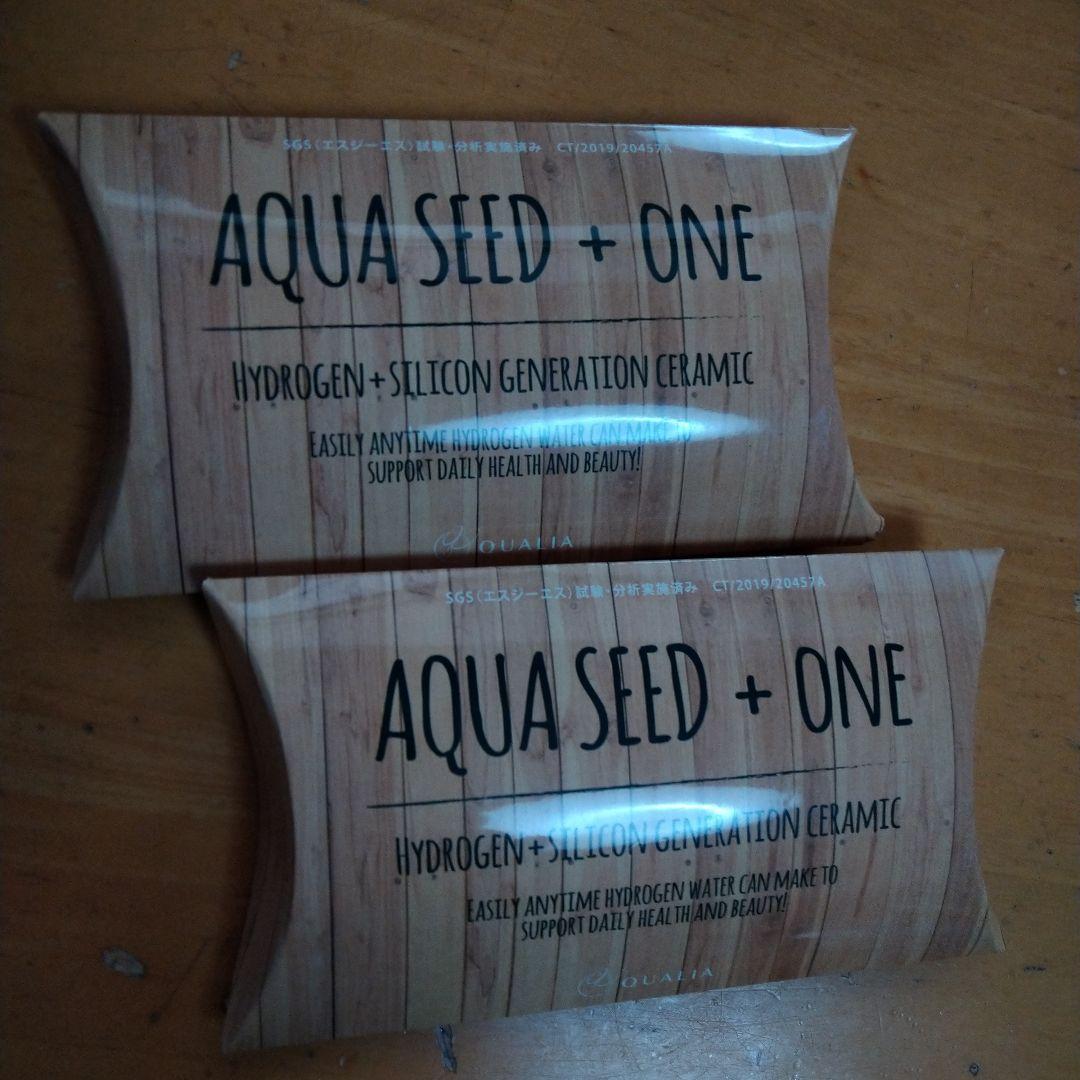 SGS(エスジーエス)試験・分析実施済み CT/2019/20457A
AQUA SEED + ONE
HYDROGEN+SILICON GENERATION CERAMIC
EASILY ANYTIME HYDROGEN WATER CAN MAKE TO
SUPPORT DAILY HEALTH AND BEAUTY!
QUALIA
SGS(エスジーエス)試験・分析実施済み CT/2019/20457A
AQUA SEED + ONE
HYDROGEN+SILICON GENERATION CERAMIC
EASILY ANYTIME HYDROGEN WATER CAN MAKE TO
SUPPORT DAILY HEALTH AND BEAUTY!
QUALIA